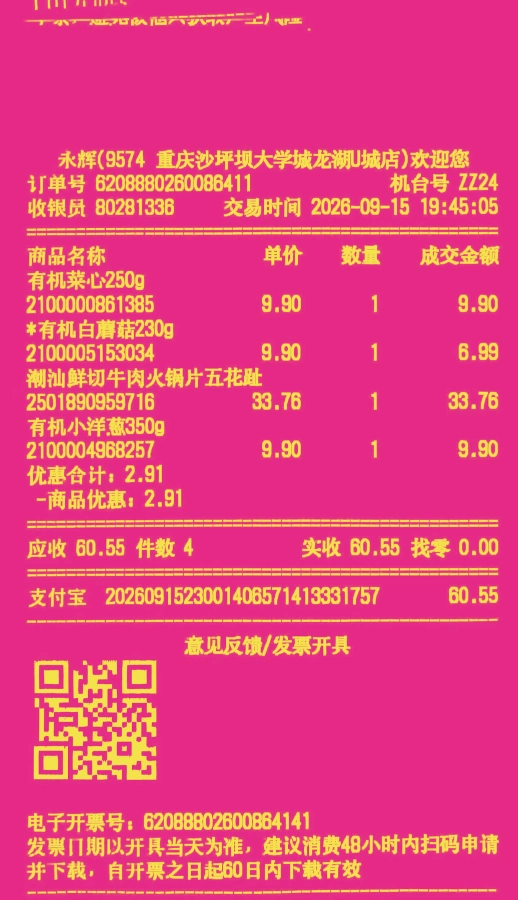 永辉(9574 重庆沙坪坝大学城龙湖U城店)欢迎您
订单号 6208880260086411 机台号 ZZ24
收银员 80281336 交易时间 2026-09-15 19:45:05
商品名称 单价 数量 成交金额
有机菜心250g
2100000861385 9.90 1 9.90
*有机白蘑菇230g
2100005153034 9.90 1 6.99
潮汕鲜切牛肉火锅片五花趾
2501890959716 33.76 1 33.76
有机小洋葱350g
2100004968257 9.90 1 9.90
优惠合计: 2.91
-商品优惠: 2.91
应收 60.55 件数 4 实收 60.55 找零 0.00
支付宝 2026091523001406571413331757 60.55
意见反馈/发票开具
电子开票号: 62088802600864141
发票日期以开具当天为准, 建议消费48小时内扫码申请
并下载, 自开票之日起60日内下载有效